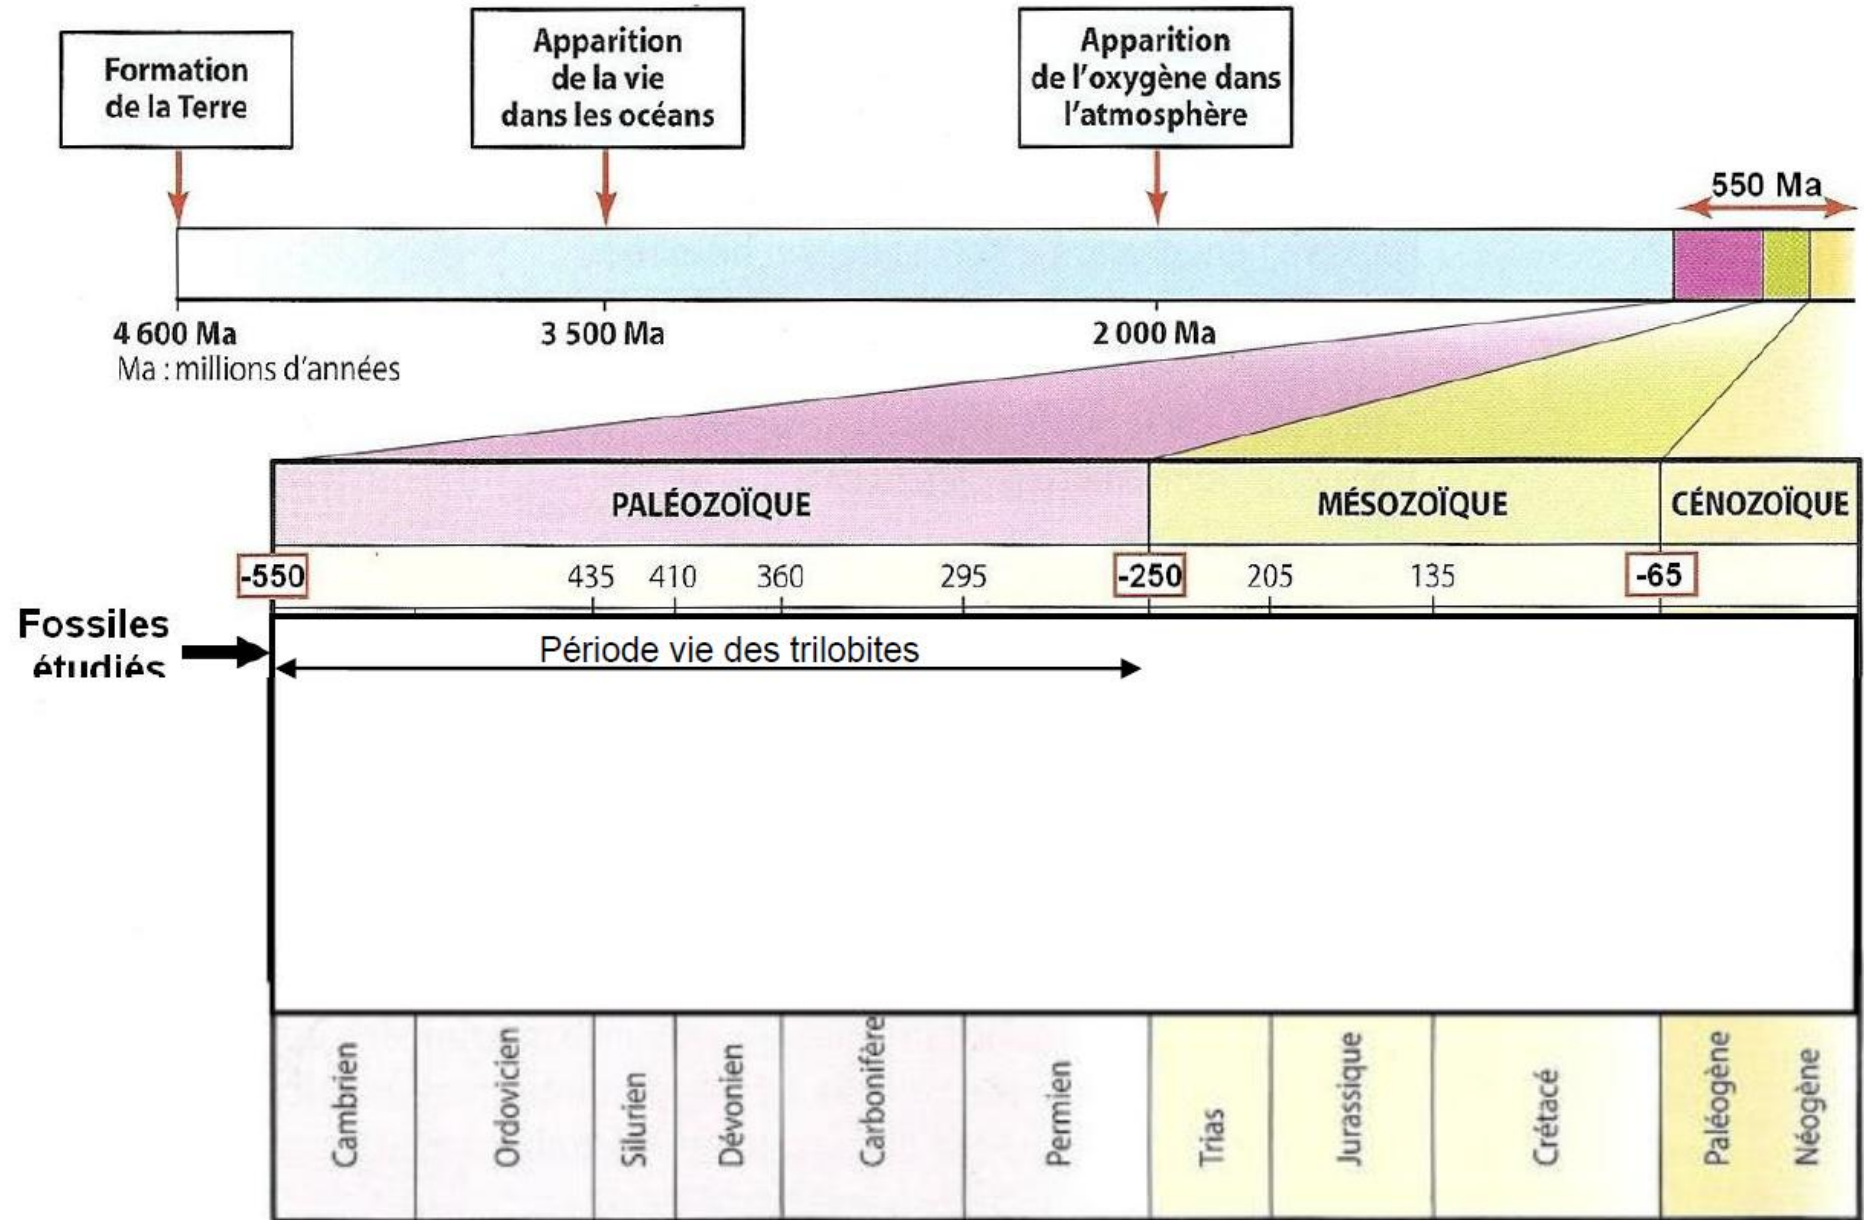 Formation
de la Terre
Apparition
de la vie
dans les océans
Apparition
de l'oxygène dans
l'atmosphère
550 Ma
4 600 Ma
3 500 Ma
2 000 Ma
Ma : millions d'années
PALÉOZOÏQUE
MÉSOZOÏQUE
CÉNOZOÏQUE
-550
435
410
360
295
-250
205
135
-65
Fossiles
étudiés
Période vie des trilobites
Cambrien
Ordovicien
Silurien
Dévonien
Carbonifère
Permien
Trias
Jurassique
Crétacé
Paléogène
Néogène